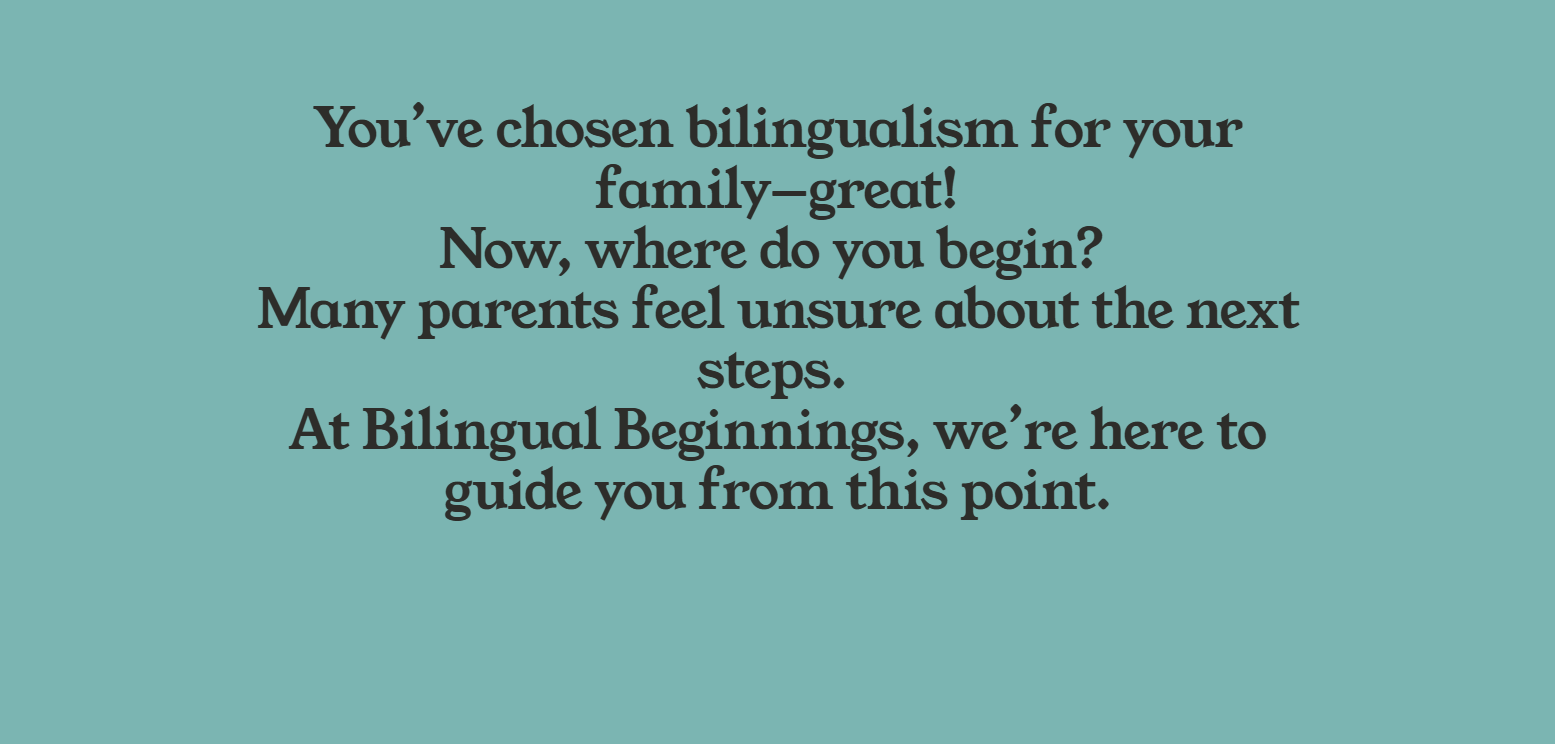 You’ve chosen bilingualism for your
family—great!
Now, where do you begin?
Many parents feel unsure about the next
steps.
At Bilingual Beginnings, we’re here to
guide you from this point.